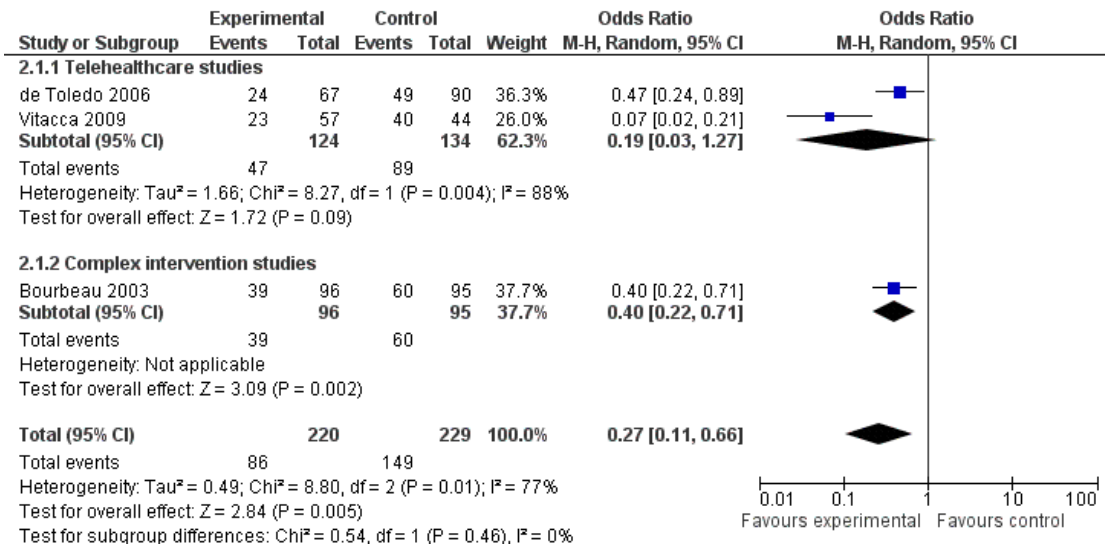 Experimental Control Odds Ratio Odds Ratio
Study or Subgroup Events Total Events Total Weight M-H, Random, 95% CI M-H, Random, 95% CI
2.1.1 Telehealthcare studies
de Toledo 2006 24 67 49 90 36.3% 0.47 [0.24, 0.89]
Vitacca 2009 23 57 40 44 26.0% 0.07 [0.02, 0.21]
Subtotal (95% CI) 124 134 62.3% 0.19 [0.03, 1.27]
Total events 47 89
Heterogeneity: Tau² = 1.66; Chi² = 8.27, df = 1 (P = 0.004); I² = 88%
Test for overall effect: Z = 1.72 (P = 0.09)
2.1.2 Complex intervention studies
Bourbeau 2003 39 96 60 95 37.7% 0.40 [0.22, 0.71]
Subtotal (95% CI) 96 95 37.7% 0.40 [0.22, 0.71]
Total events 39 60
Heterogeneity: Not applicable
Test for overall effect: Z = 3.09 (P = 0.002)
Total (95% CI) 220 229 100.0% 0.27 [0.11, 0.66]
Total events 86 149
Heterogeneity: Tau² = 0.49; Chi² = 8.80, df = 2 (P = 0.01); I² = 77%
Test for overall effect: Z = 2.84 (P = 0.005)
Test for subgroup differences: Chi² = 0.54, df = 1 (P = 0.46), I² = 0%
0.01 0.1 1 10 100
Favours experimental Favours control